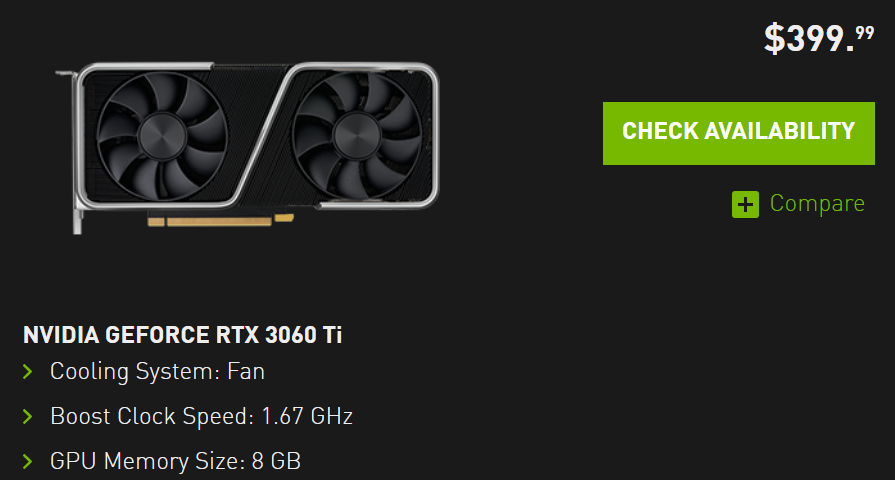 $399.99
CHECK AVAILABILITY
Compare
NVIDIA GEFORCE RTX 3060 Ti
Cooling System: Fan
Boost Clock Speed: 1.67 GHz
GPU Memory Size: 8 GB